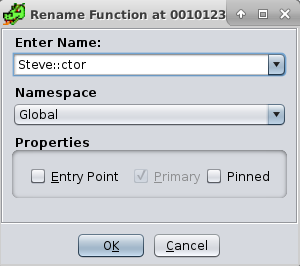 Rename Function at 0010123
Enter Name:
Steve::ctor
Namespace
Global
Properties
Entry Point Primary Pinned
OK Cancel